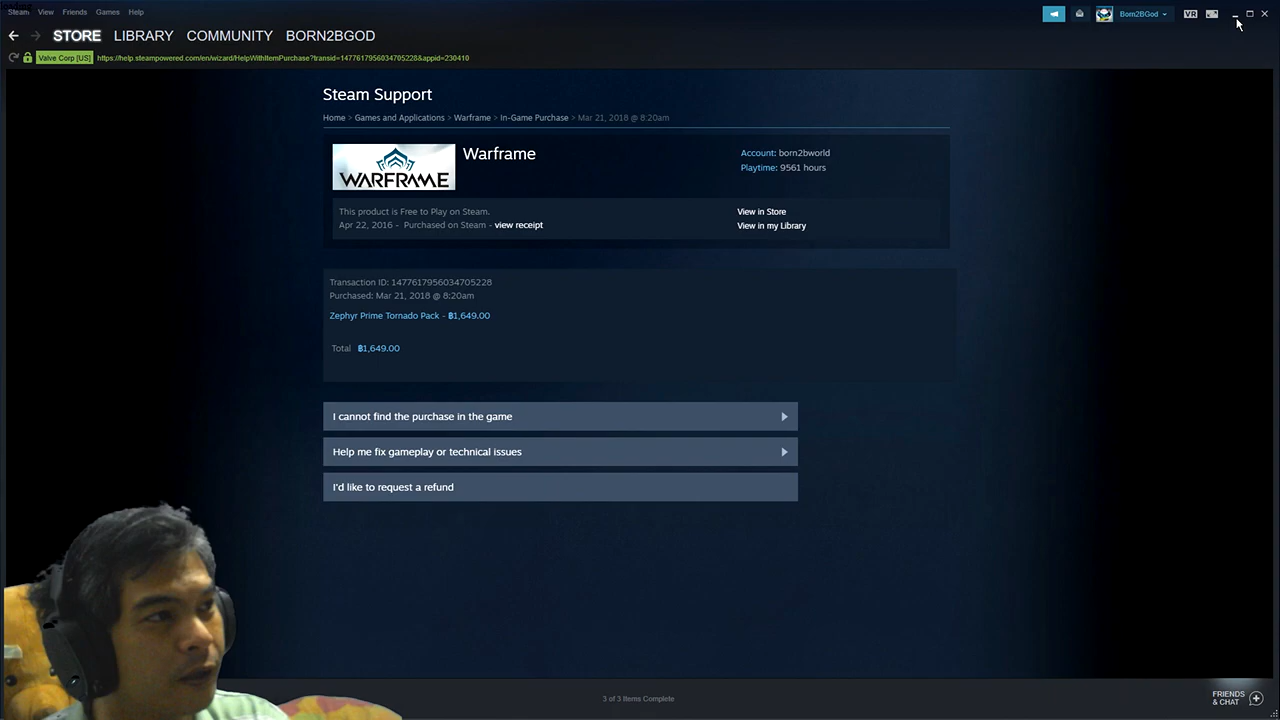 Steam View Friends Games Help
Born2BGod
VR
STORE LIBRARY COMMUNITY BORN2BGOD
Valve Corp [US] https://help.steampowered.com/en/wizard/HelpWithItemPurchase?transid=1477617956034705228&appid=230410
Steam Support
Home > Games and Applications > Warframe > In-Game Purchase > Mar 21, 2018 @ 8:20am
WARFRAME
Warframe
Account: born2bworld
Playtime: 9561 hours
This product is Free to Play on Steam.
View in Store
Apr 22, 2016 - Purchased on Steam - view receipt
View in my Library
Transaction ID: 1477617956034705228
Purchased: Mar 21, 2018 @ 8:20am
Zephyr Prime Tornado Pack - ฿1,649.00
Total ฿1,649.00
I cannot find the purchase in the game
Help me fix gameplay or technical issues
I'd like to request a refund
3 of 3 Items Complete
FRIENDS
& CHAT